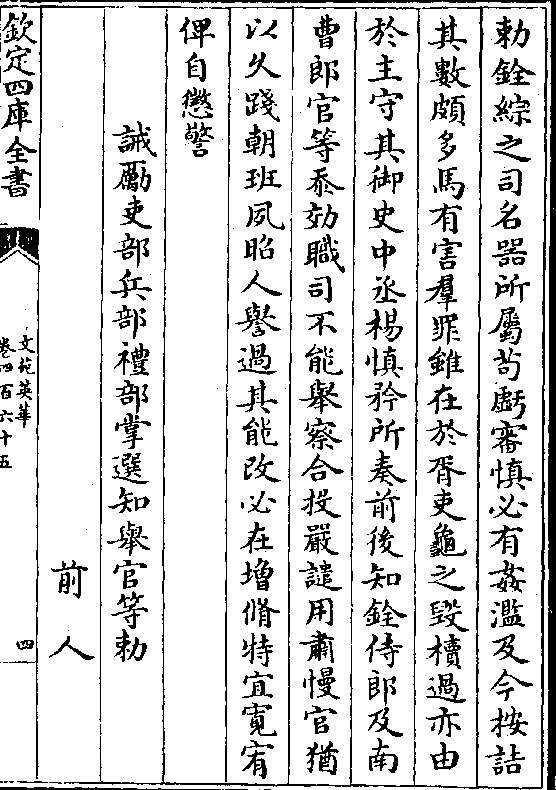 勅銓綜之司名器所屬茍虧審慎必有姦濫及令按詰
其數頗多馬有害羣罪雖在於胥吏龜之毀櫝過亦由
於主守其御史中丞楊慎矜所奏前後知銓侍郎及南
曹郎官等忝効職司不能舉察合投嚴譴用肅慢官猶
以久踐朝班夙昭人譽過其能改必在增脩特宜寛宥
俾自懲警
誡勵吏部兵部禮部掌選知舉官等勅
前人
欽定四庫全書
文苑英華
卷四百六十五
四